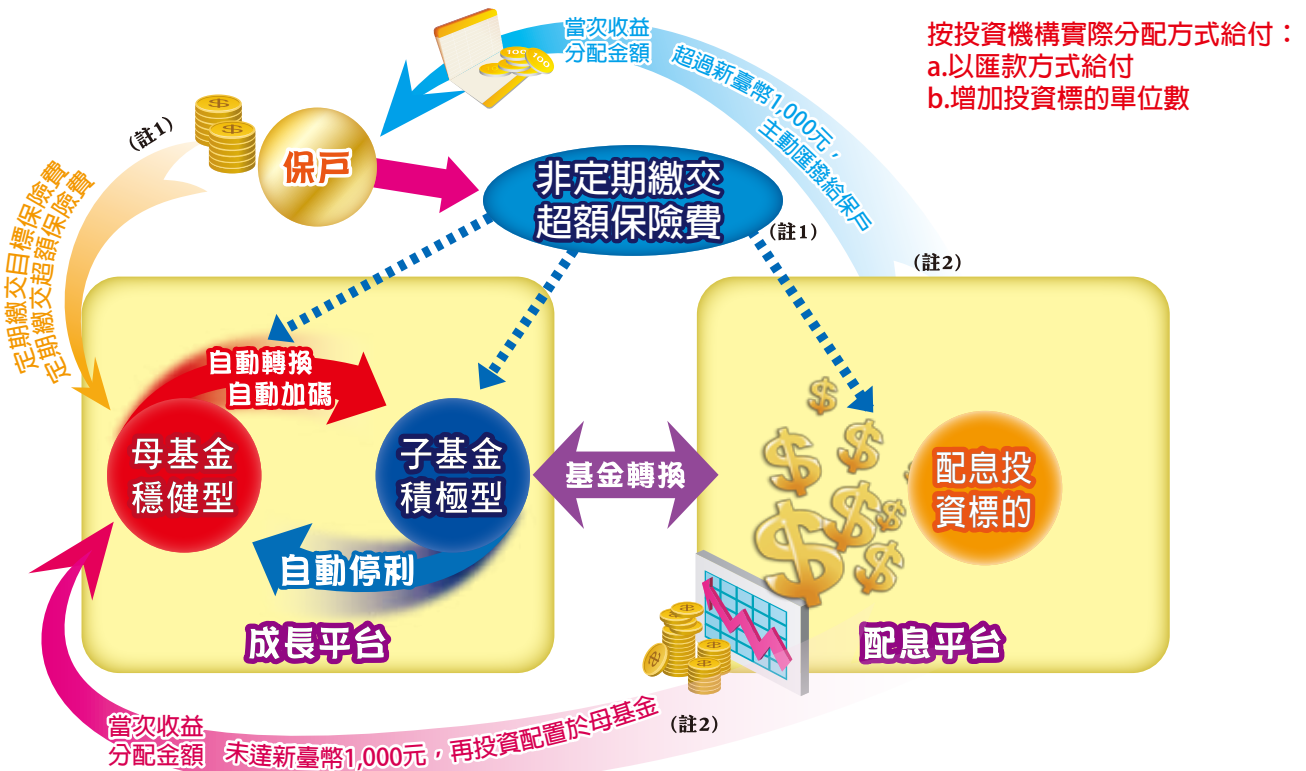 當次收益
分配金額
超過新臺幣1,000元，
主動匯撥給保戶
按投資機構實際分配方式給付：
a.以匯款方式給付
b.增加投資標的單位數
(註1)
保戶
定期繳交目標保險費
定期繳交超額保險費
非定期繳交
超額保險費
(註1)
(註2)
自動轉換
自動加碼
母基金
穩健型
子基金
積極型
自動停利
成長平台
基金轉換
配息投
資標的
配息平台
當次收益
分配金額
未達新臺幣1,000元，再投資配置於母基金
(註2)